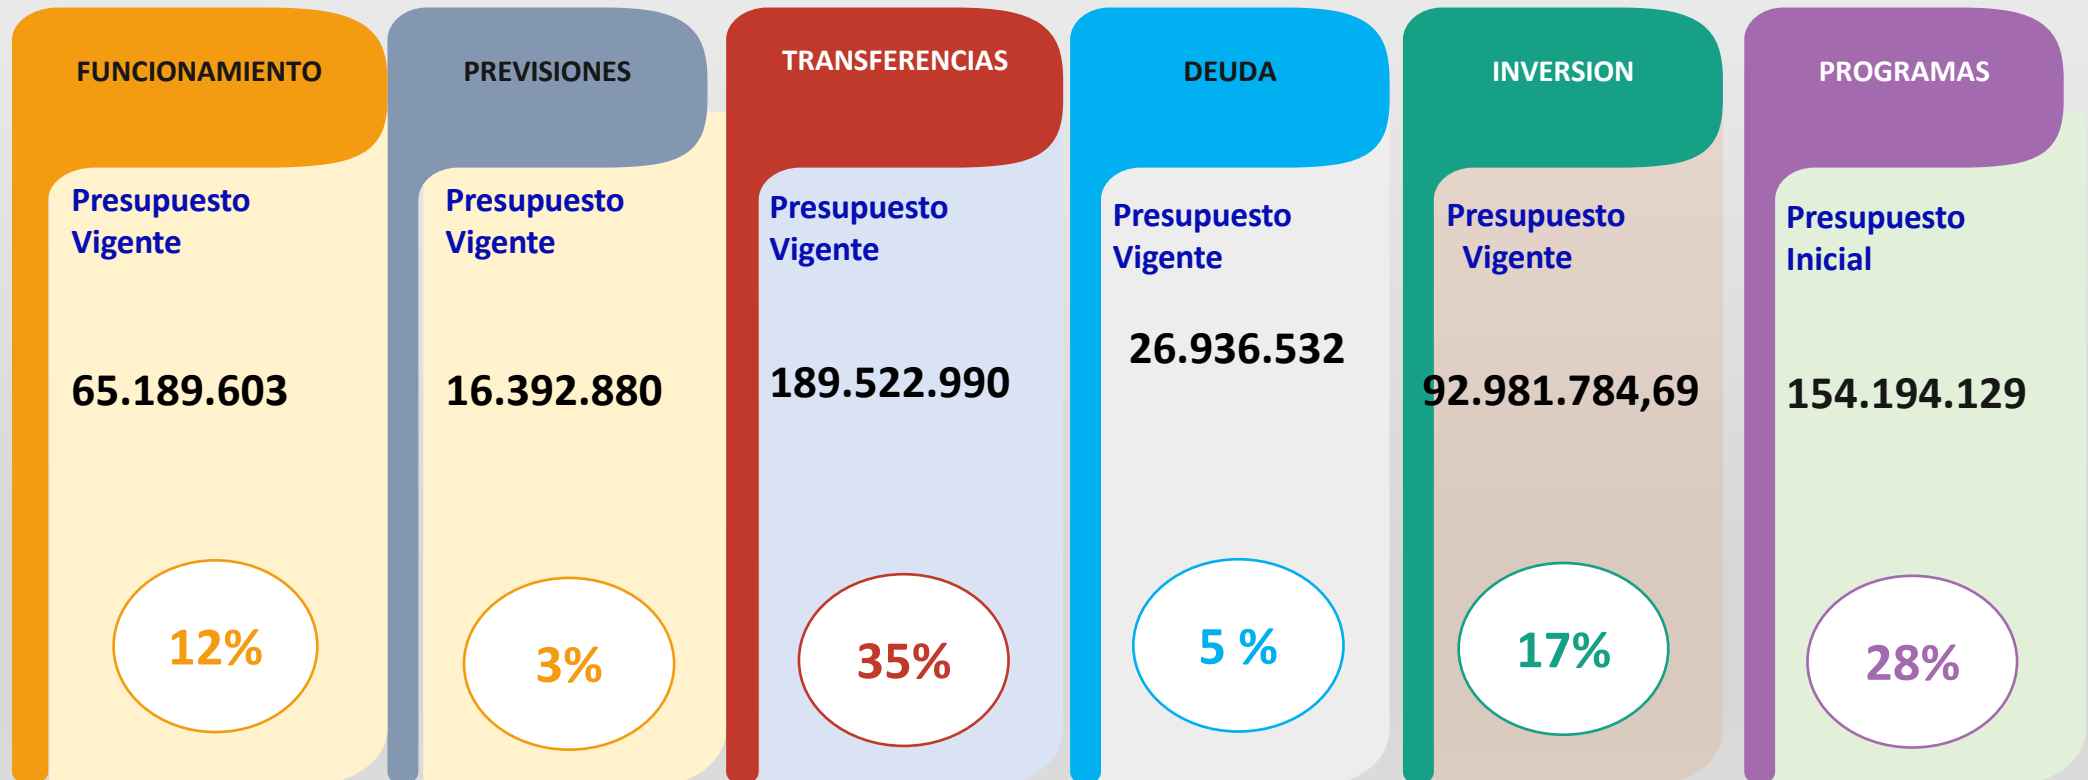 FUNCIONAMIENTO
Presupuesto
Vigente
65.189.603
12%
PREVISIONES
Presupuesto
Vigente
16.392.880
3%
TRANSFERENCIAS
Presupuesto
Vigente
189.522.990
35%
DEUDA
Presupuesto
Vigente
26.936.532
5 %
INVERSION
Presupuesto
Vigente
92.981.784,69
17%
PROGRAMAS
Presupuesto
Inicial
154.194.129
28%